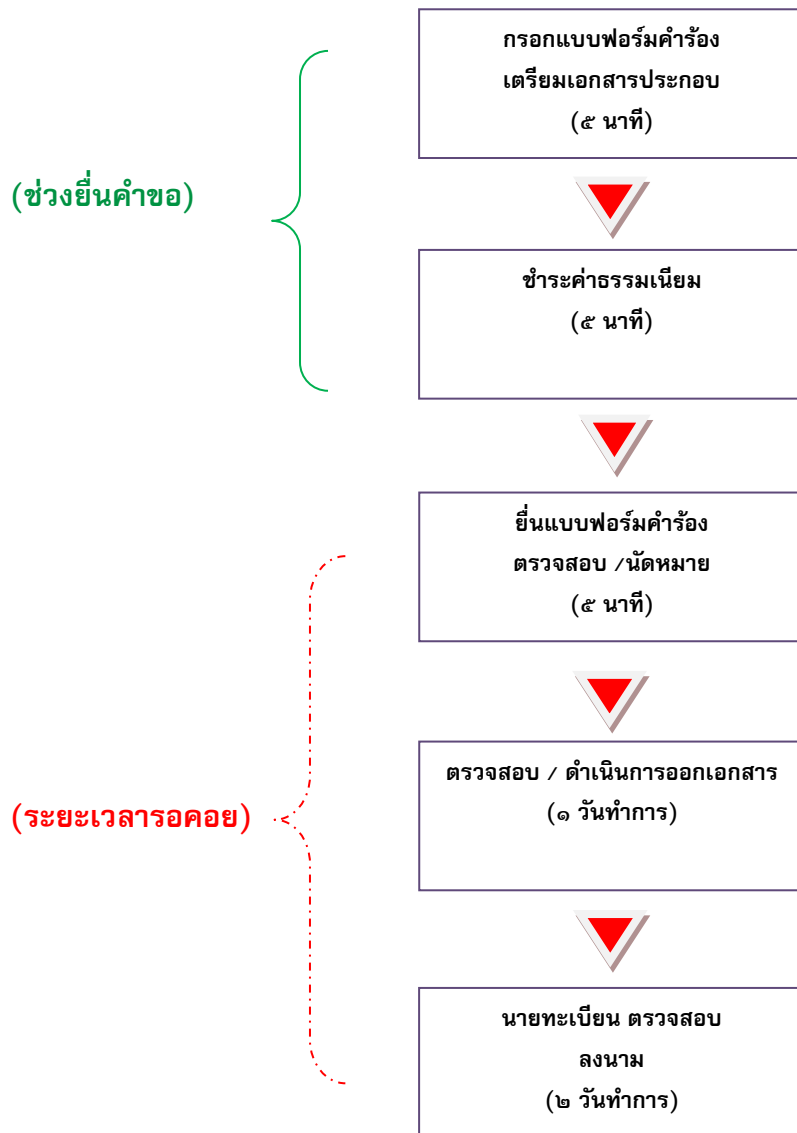 กรอกแบบฟอร์มคำร้อง
เตรียมเอกสารประกอบ
(๕ นาที)
(ช่วงยื่นคำขอ)
ชำระค่าธรรมเนียม
(๕ นาที)
ยื่นแบบฟอร์มคำร้อง
ตรวจสอบ /นัดหมาย
(๕ นาที)
ตรวจสอบ / ดำเนินการออกเอกสาร
(๑ วันทำการ)
(ระยะเวลารอคอย)
นายทะเบียน ตรวจสอบ
ลงนาม
(๒ วันทำการ)